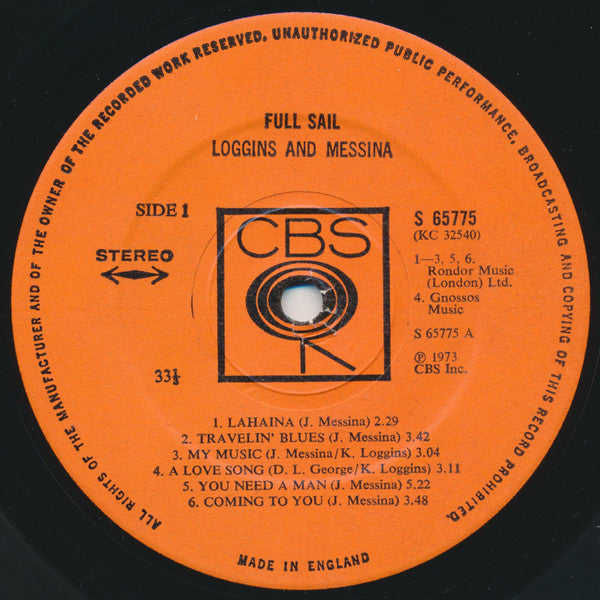 ALL RIGHTS OF THE MANUFACTURER AND OF THE OWNER OF THE RECORDED WORK RESERVED. UNAUTHORIZED PUBLIC PERFORMANCE, BROADCASTING AND COPYING OF THIS RECORD PROHIBITED.
FULL SAIL
LOGGINS AND MESSINA
SIDE 1
STEREO
33⅓
CBS
S 65775
(KC 32540)
1—3, 5, 6.
Rondor Music
(London) Ltd.
4. Gnossos
Music
S 65775 A
℗ 1973
CBS Inc.
1. LAHAINA (J. Messina) 2.29
2. TRAVELIN' BLUES (J. Messina) 3.42
3. MY MUSIC (J. Messina/K. Loggins) 3.04
4. A LOVE SONG (D. L. George/K. Loggins) 3.11
5. YOU NEED A MAN (J. Messina) 5.22
6. COMING TO YOU (J. Messina) 3.48
MADE IN ENGLAND